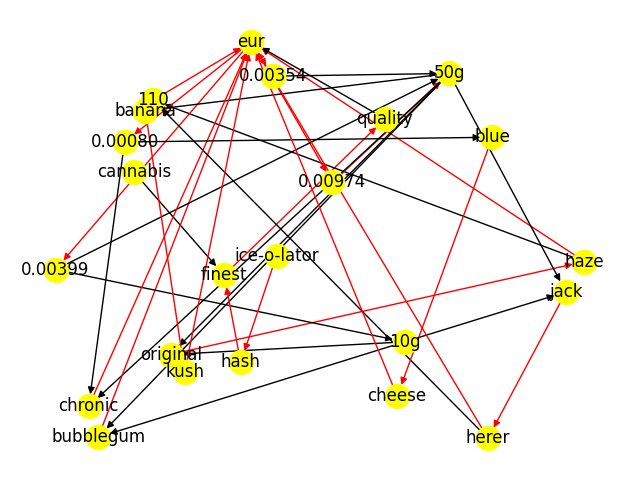 eur
0.00354
50g
110
banana
quality
blue
0.00080
cannabis
0.00974
ice-o-lator
haze
0.00399
finest
jack
10g
original
hash
kush
cheese
chronic
bubblegum
herer